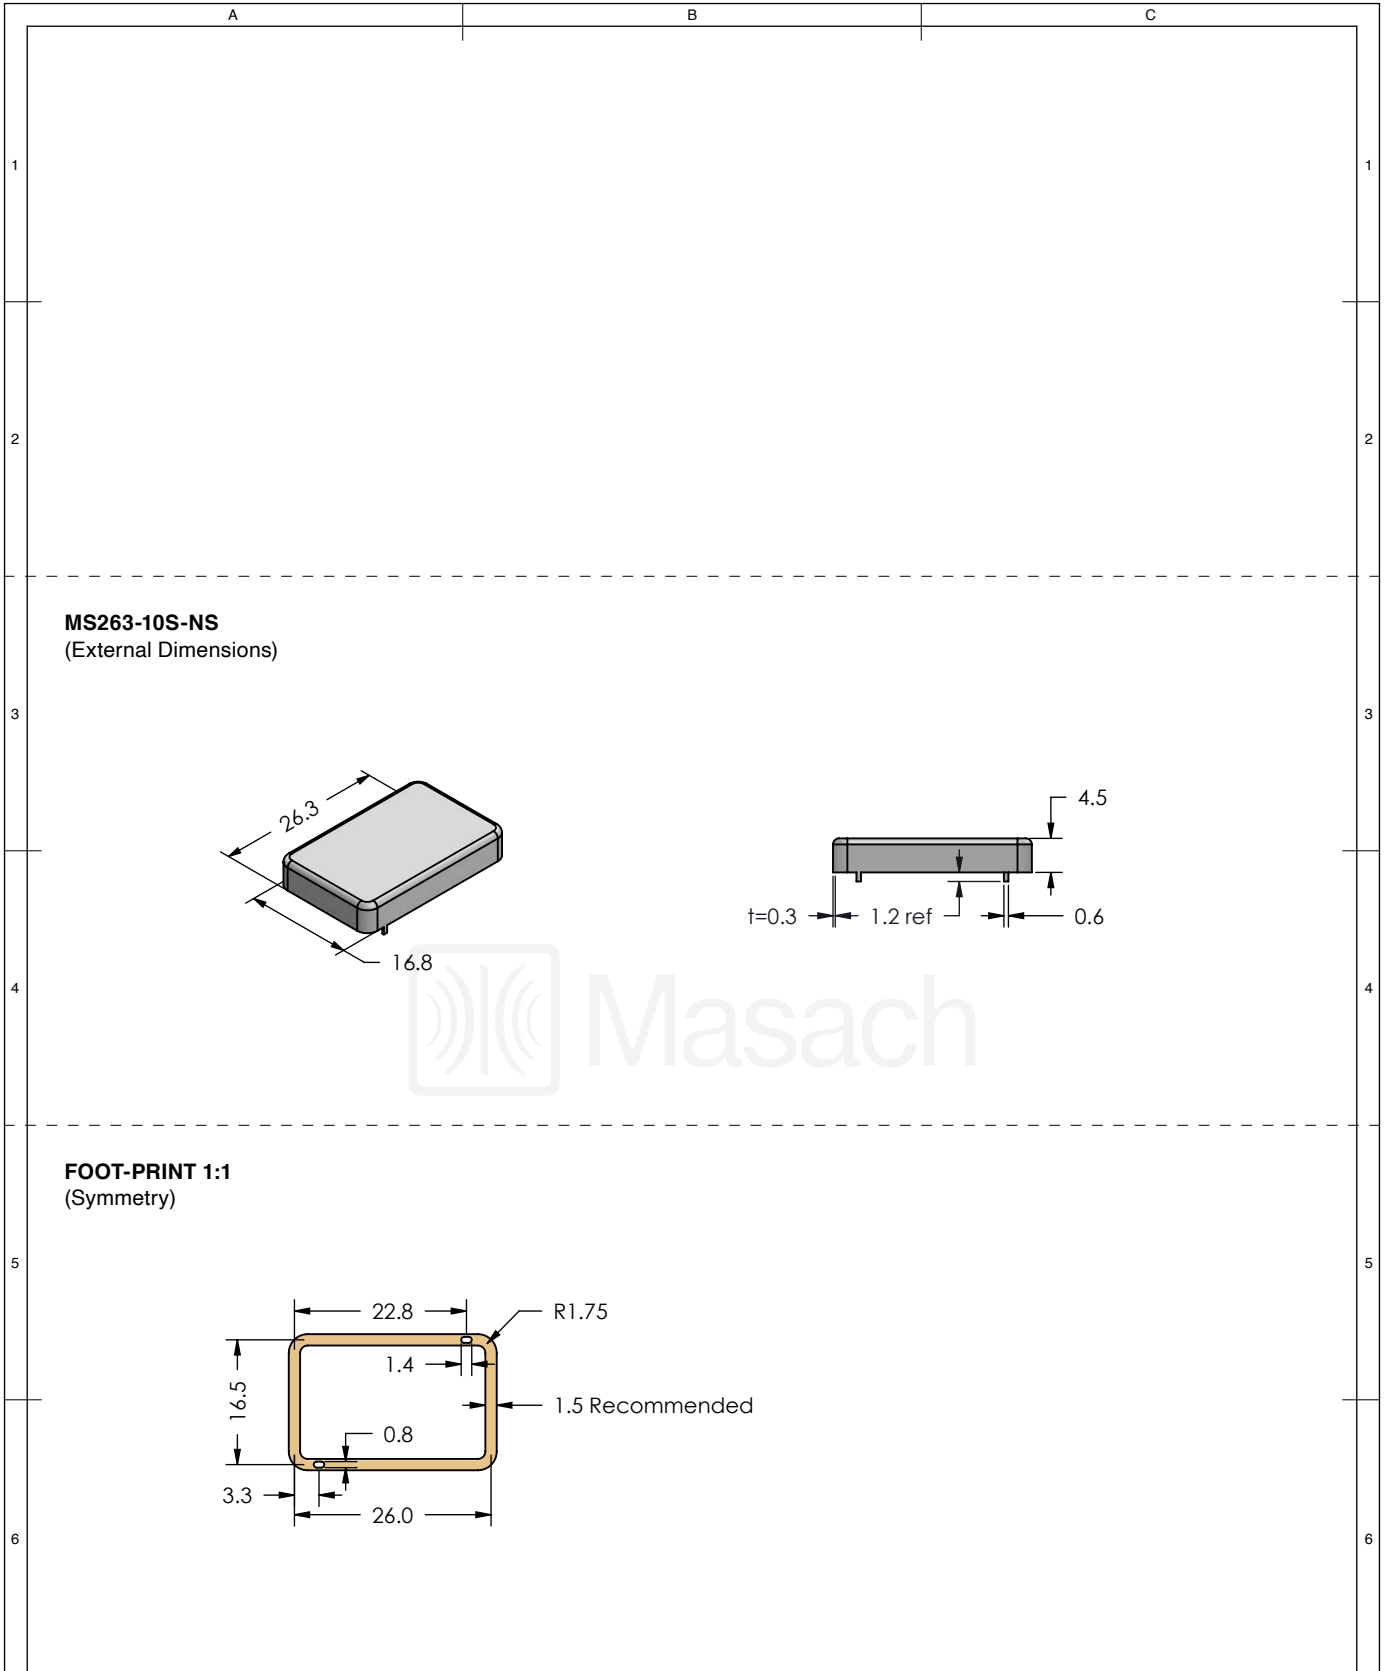 A B C
1 1
2 2
MS263-10S-NS
(External Dimensions)
3 3
26.3
16.8
4.5
t=0.3 1.2 ref 0.6
4 4
Masach
FOOT-PRINT 1:1
(Symmetry)
5 5
22.8 R1.75
1.4
16.5
1.5 Recommended
0.8
3.3
26.0
6 6